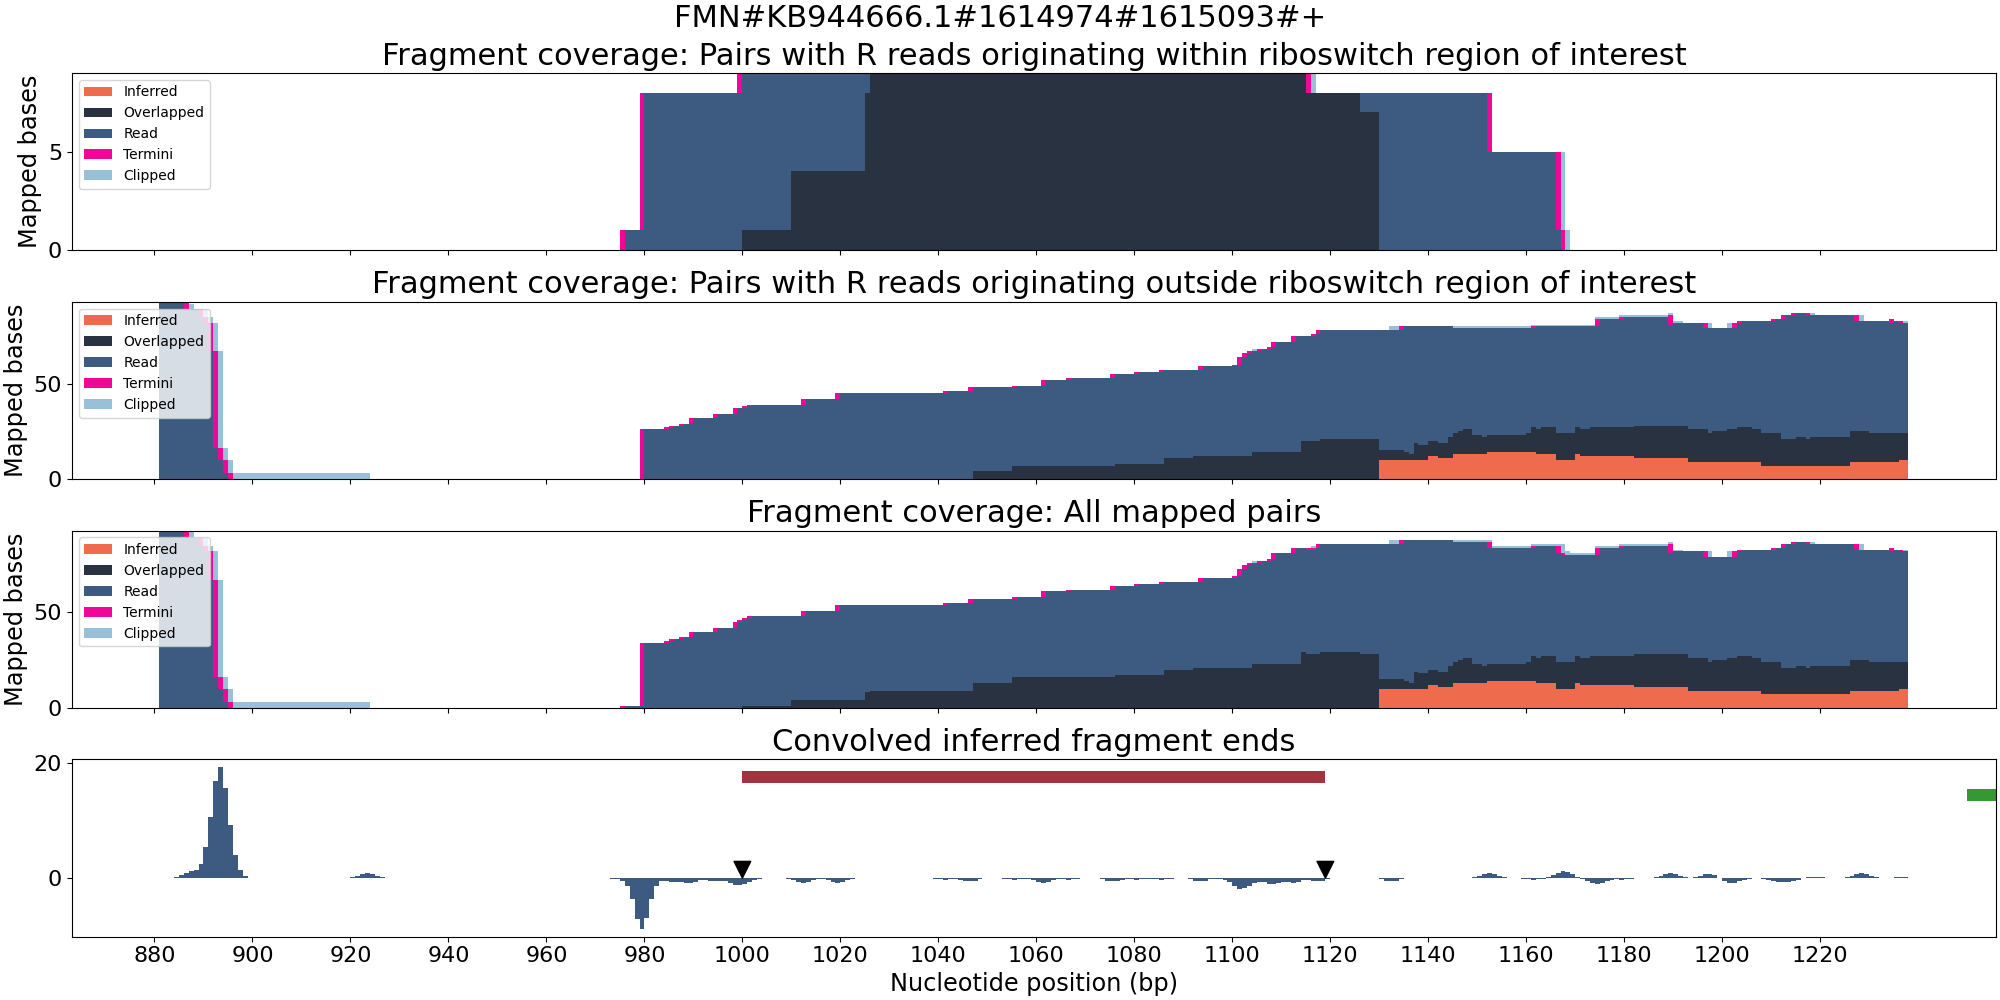 FMN#KB944666.1#1614974#1615093#+
Fragment coverage: Pairs with R reads originating within riboswitch region of interest
Mapped bases
5
0
Inferred
Overlapped
Read
Termini
Clipped
Fragment coverage: Pairs with R reads originating outside riboswitch region of interest
Mapped bases
50
0
Inferred
Overlapped
Read
Termini
Clipped
Fragment coverage: All mapped pairs
Mapped bases
50
0
Inferred
Overlapped
Read
Termini
Clipped
Convolved inferred fragment ends
20
0
880 900 920 940 960 980 1000 1020 1040 1060 1080 1100 1120 1140 1160 1180 1200 1220
Nucleotide position (bp)